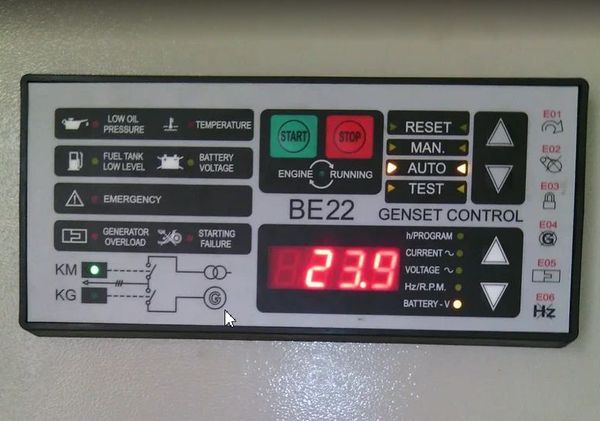 LOW OIL
PRESSURE
TEMPERATURE
FUEL TANK
LOW LEVEL
BATTERY
VOLTAGE
EMERGENCY
GENERATOR
OVERLOAD
STARTING
FAILURE
KM
KG
G
START
STOP
ENGINE RUNNING
RESET
MAN.
AUTO
TEST
BE22 GENSET CONTROL
23.9
h/PROGRAM
CURRENT ~
VOLTAGE ~
Hz/R.P.M.
BATTERY - V
E01
E02
E03
E04
G
E05
E06
Hz